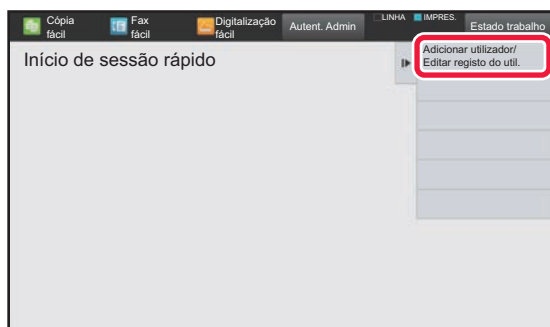 Cópia
fácil
Fax
fácil
Digitalização
fácil
Autent. Admin
LINHA
IMPRES.
Estado trabalho
Início de sessão rápido
Adicionar utilizador/
Editar registo do util.